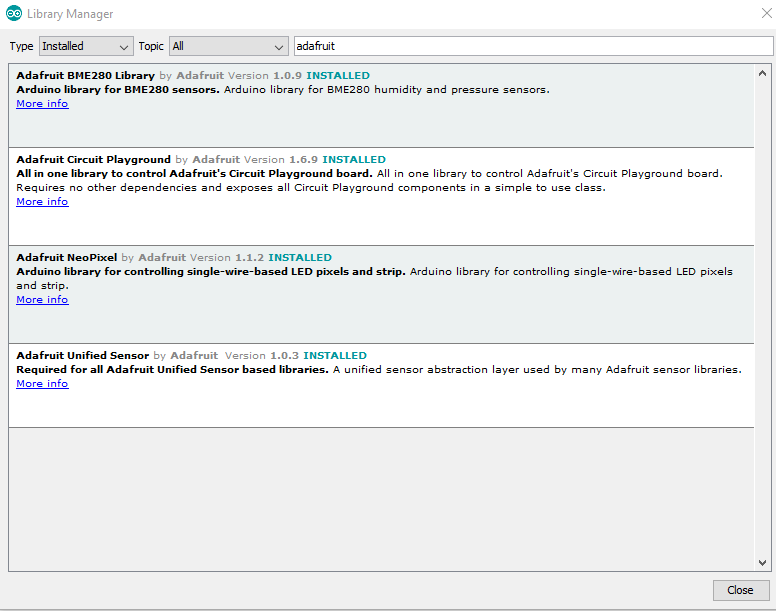 Library Manager
Type Installed Topic All adafruit
Adafruit BME280 Library by Adafruit Version 1.0.9 INSTALLED
Arduino library for BME280 sensors. Arduino library for BME280 humidity and pressure sensors.
More info
Adafruit Circuit Playground by Adafruit Version 1.6.9 INSTALLED
All in one library to control Adafruit's Circuit Playground board. All in one library to control Adafruit's Circuit Playground board.
Requires no other dependencies and exposes all Circuit Playground components in a simple to use class.
More info
Adafruit NeoPixel by Adafruit Version 1.1.2 INSTALLED
Arduino library for controlling single-wire-based LED pixels and strip. Arduino library for controlling single-wire-based LED pixels
and strip.
More info
Adafruit Unified Sensor by Adafruit Version 1.0.3 INSTALLED
Required for all Adafruit Unified Sensor based libraries. A unified sensor abstraction layer used by many Adafruit sensor libraries.
More info
Close